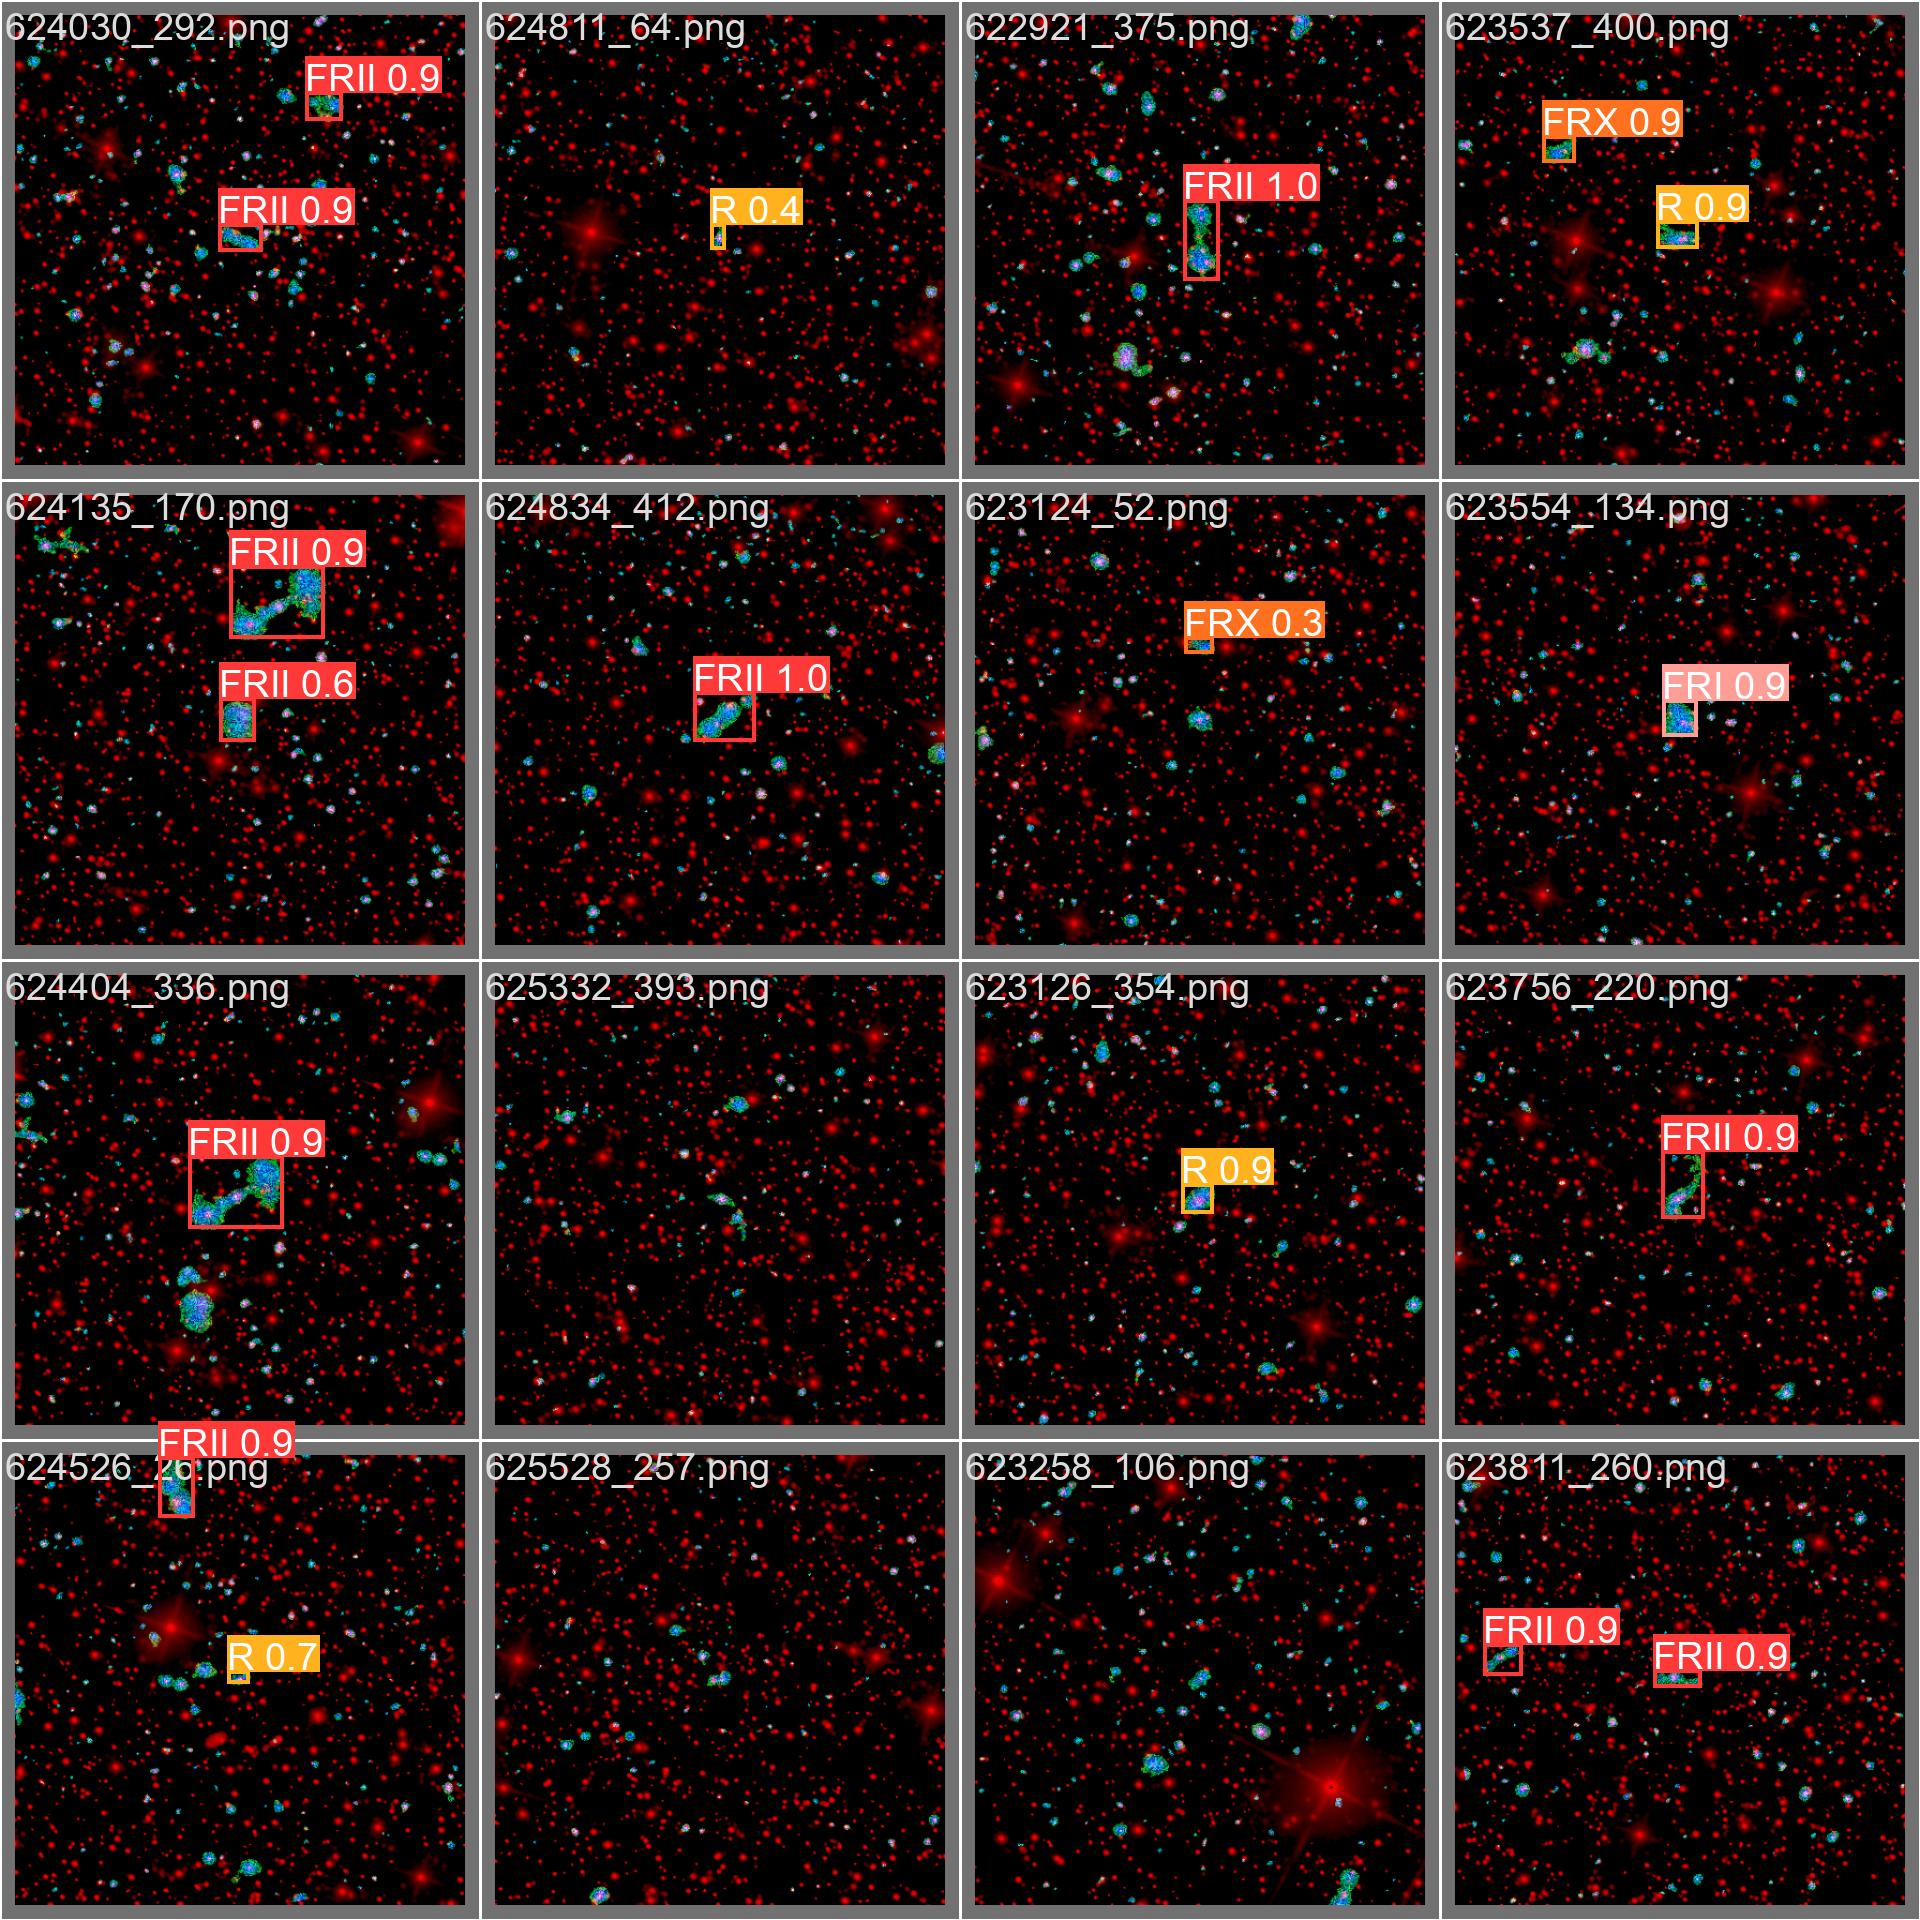 624030_292.png
FRII 0.9
FRII 0.9
624811_64.png
R 0.4
622921_375.png
FRII 1.0
623537_400.png
FRX 0.9
R 0.9
624135_170.png
FRII 0.9
FRII 0.6
624834_412.png
FRII 1.0
623124_52.png
FRX 0.3
623554_134.png
FRI 0.9
624404_336.png
FRII 0.9
625332_393.png
623126_354.png
R 0.9
623756_220.png
FRII 0.9
FRII 0.9
624526_26.png
R 0.7
625528_257.png
623258_106.png
623811_260.png
FRII 0.9
FRII 0.9